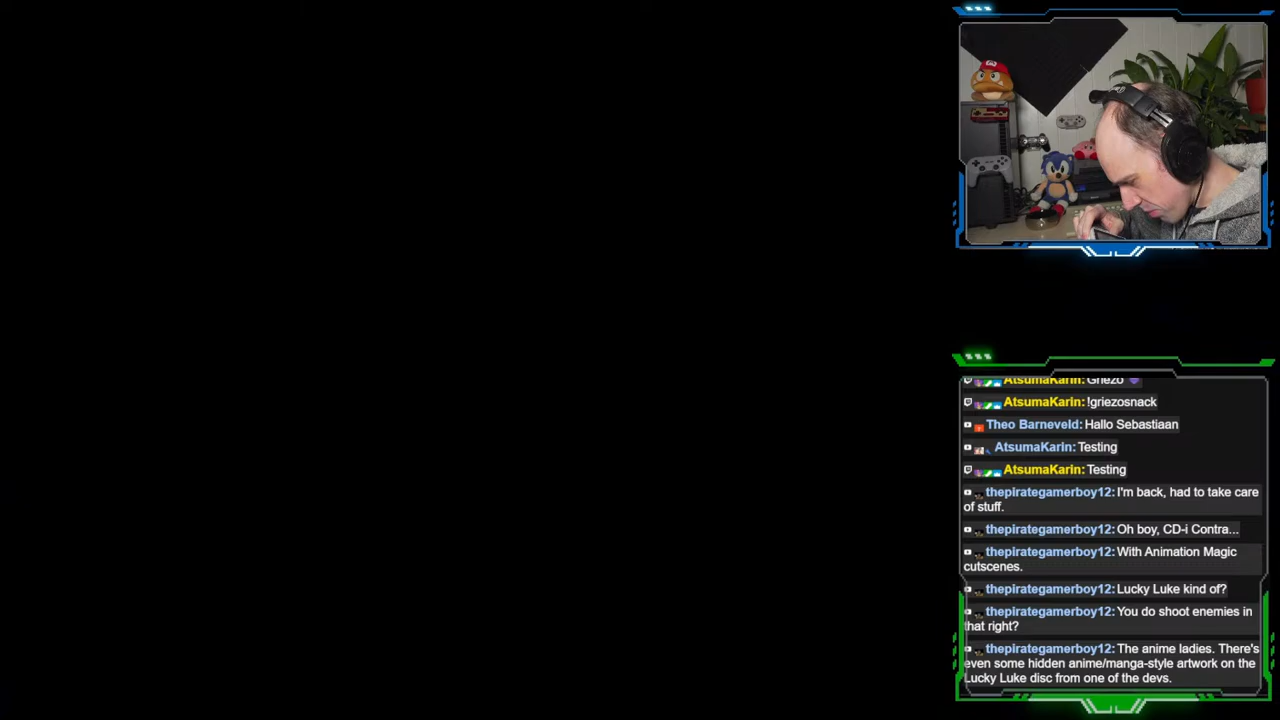 AtsumaKarin: Griezo
AtsumaKarin: !griezosnack
Theo Barneveld: Hallo Sebastiaan
AtsumaKarin: Testing
AtsumaKarin: Testing
thepirategamerboy12: I'm back, had to take care
of stuff.
thepirategamerboy12: Oh boy, CD-i Contra...
thepirategamerboy12: With Animation Magic
cutscenes.
thepirategamerboy12: Lucky Luke kind of?
thepirategamerboy12: You do shoot enemies in
that right?
thepirategamerboy12: The anime ladies. There's
even some hidden anime/manga-style artwork on the
Lucky Luke disc from one of the devs.